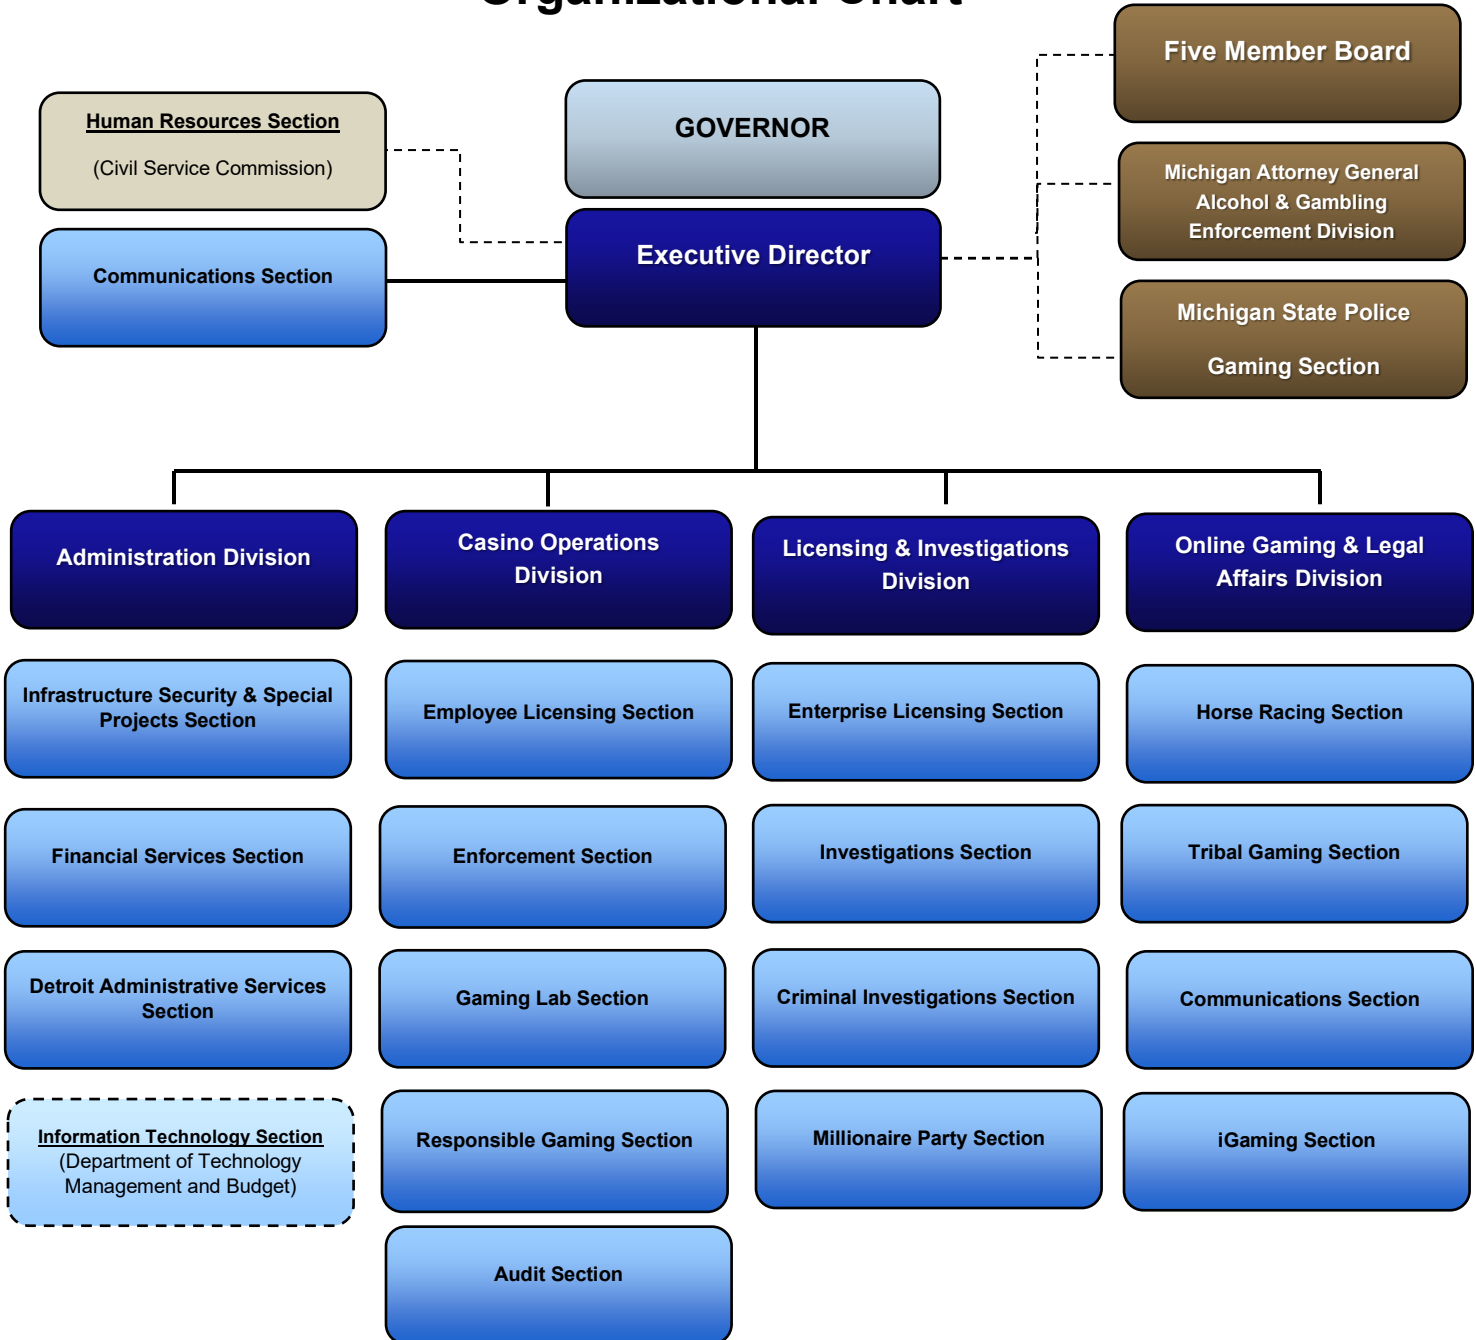 Organizational Chart
Five Member Board
Human Resources Section
(Civil Service Commission)
GOVERNOR
Michigan Attorney General
Alcohol & Gambling
Enforcement Division
Communications Section
Executive Director
Michigan State Police
Gaming Section
Administration Division
Casino Operations
Division
Licensing & Investigations
Division
Online Gaming & Legal
Affairs Division
Infrastructure Security & Special
Projects Section
Employee Licensing Section
Enterprise Licensing Section
Horse Racing Section
Financial Services Section
Enforcement Section
Investigations Section
Tribal Gaming Section
Detroit Administrative Services
Section
Gaming Lab Section
Criminal Investigations Section
Communications Section
Information Technology Section
(Department of Technology
Management and Budget)
Responsible Gaming Section
Millionaire Party Section
iGaming Section
Audit Section